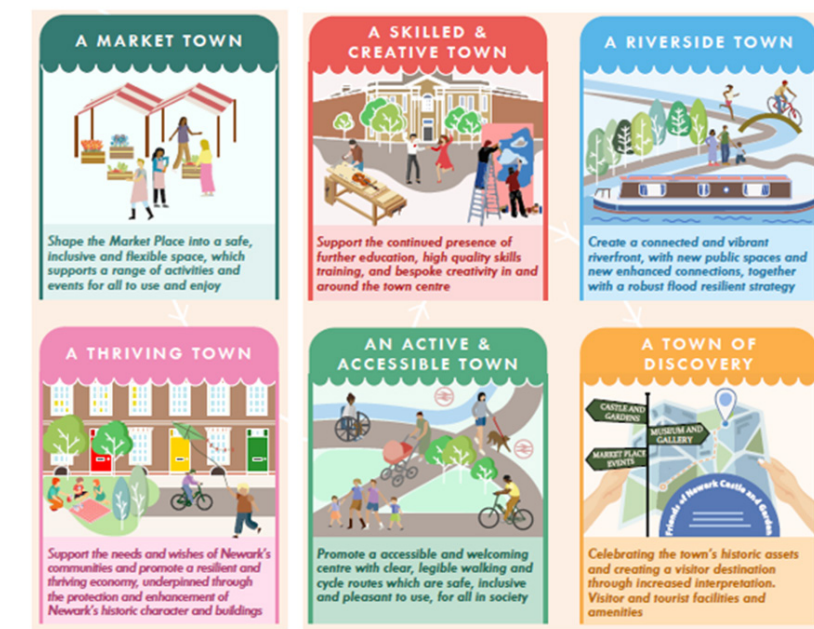 A MARKET TOWN
Shape the Market Place into a safe,
inclusive and flexible space, which
supports a range of activities and
events for all to use and enjoy
A SKILLED &
CREATIVE TOWN
Support the continued presence of
further education, high quality skills
training, and bespoke creativity in and
around the town centre
A RIVERSIDE TOWN
Create a connected and vibrant
riverfront, with new public spaces and
new enhanced connections, together
with a robust flood resilient strategy
A THRIVING TOWN
Support the needs and wishes of Newark's
communities and promote a resilient and
thriving economy, underpinned through
the protection and enhancement of
Newark's historic character and buildings
AN ACTIVE &
ACCESSIBLE TOWN
Promote a accessible and welcoming
centre with clear, legible walking and
cycle routes which are safe, inclusive
and pleasant to use, for all in society
A TOWN OF
DISCOVERY
CASTLE AND
GARDENS
MUSEUM AND
GALLERY
MARKET PLACE
EVENTS
Friends of Newark Castle and Garden
Celebrating the town's historic assets
and creating a visitor destination
through increased interpretation.
Visitor and tourist facilities and
amenities